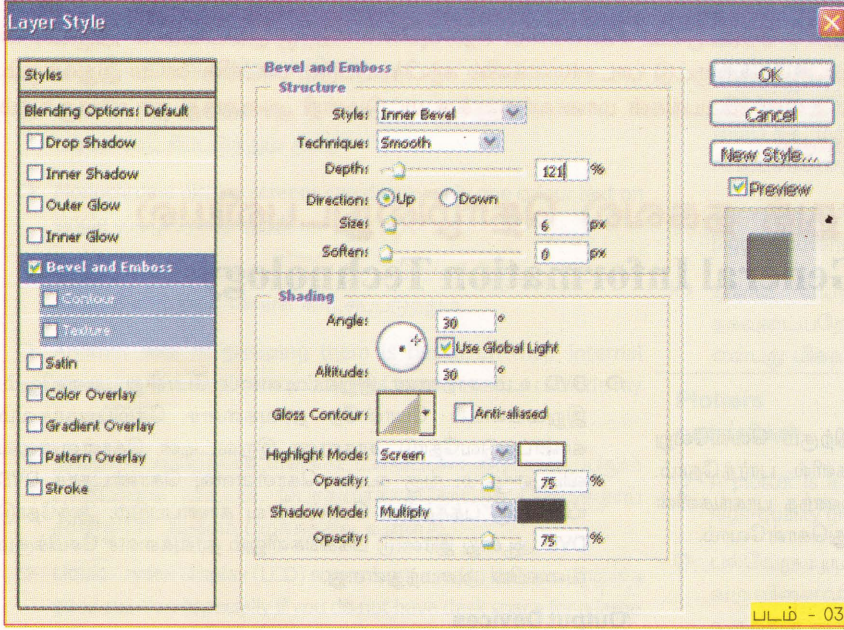 Layer Style
Styles
Blending Options: Default
Drop Shadow
Inner Shadow
Outer Glow
Inner Glow
Bevel and Emboss
Contour
Texture
Satin
Color Overlay
Gradient Overlay
Pattern Overlay
Stroke
Bevel and Emboss
Structure
Style: Inner Bevel
Technique: Smooth
Depth: 121 %
Direction: Up Down
Size: 6 px
Soften: 0 px
Shading
Angle: 30 °
Use Global Light
Altitude: 30 °
Gloss Contour: Anti-aliased
Highlight Mode: Screen
Opacity: 75 %
Shadow Mode: Multiply
Opacity: 75 %
OK
Cancel
New Style...
Preview
General Information Technology
Output Devices
படம் - 03